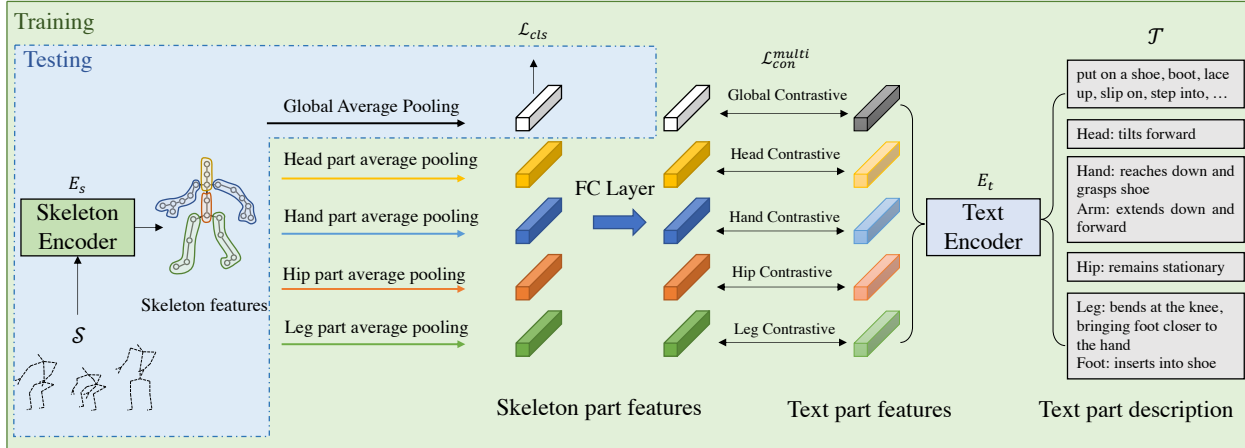 Training
Testing
𝓛_cls
𝓛_con^multi
𝒯
Global Average Pooling
Head part average pooling
Hand part average pooling
Hip part average pooling
Leg part average pooling
E_s
Skeleton
Encoder
Skeleton features
𝒮
FC Layer
Global Contrastive
Head Contrastive
Hand Contrastive
Hip Contrastive
Leg Contrastive
E_t
Text
Encoder
put on a shoe, boot, lace
up, slip on, step into, …
Head: tilts forward
Hand: reaches down and
grasps shoe
Arm: extends down and
forward
Hip: remains stationary
Leg: bends at the knee,
bringing foot closer to
the hand
Foot: inserts into shoe
Skeleton part features
Text part features
Text part description